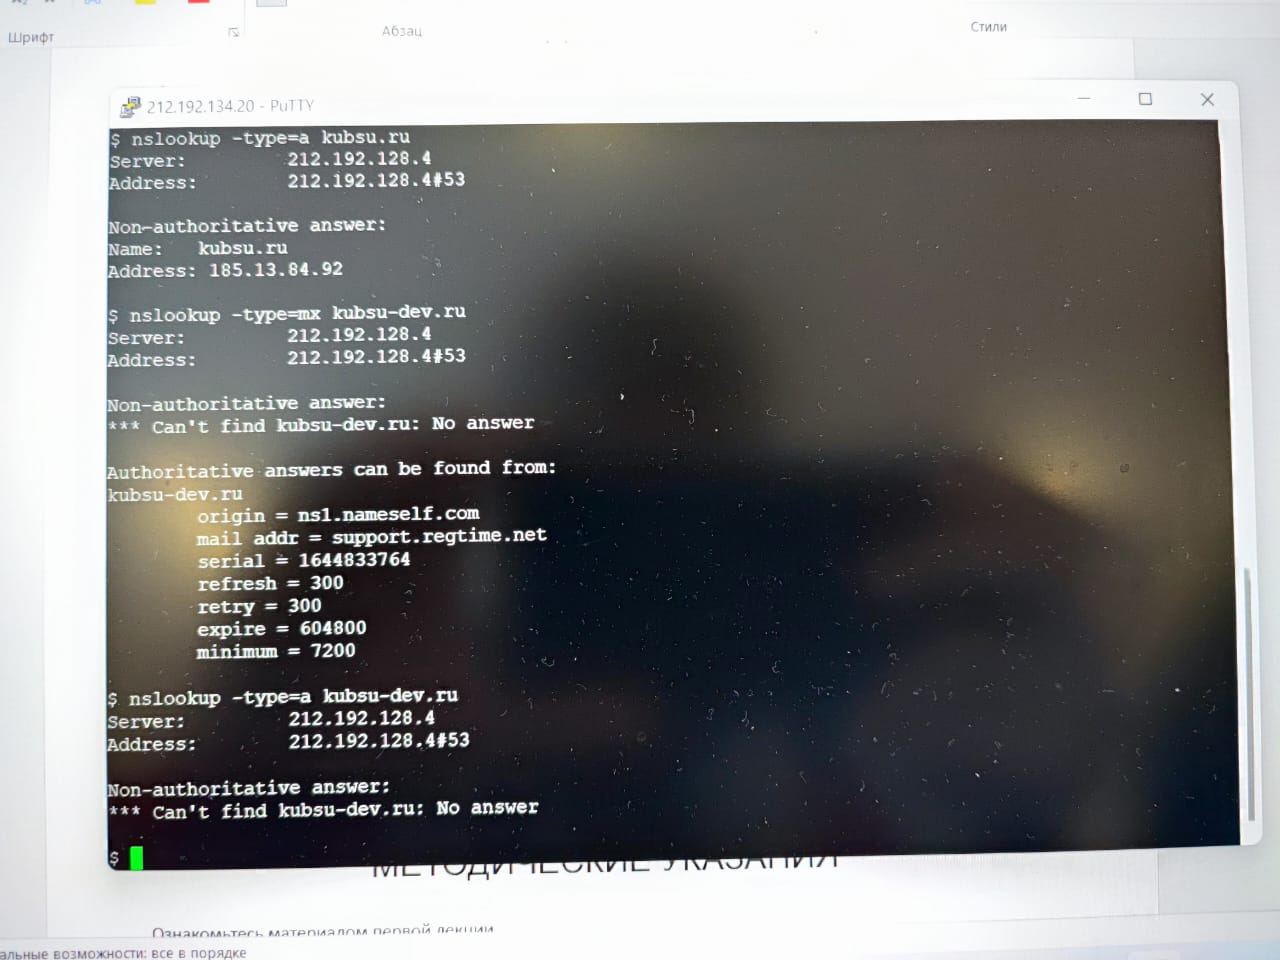 Шрифт
Абзац
Стили
212.192.134.20 - PuTTY
$ nslookup -type=a kubsu.ru
Server: 212.192.128.4
Address: 212.192.128.4#53
Non-authoritative answer:
Name: kubsu.ru
Address: 185.13.84.92
$ nslookup -type=mx kubsu-dev.ru
Server: 212.192.128.4
Address: 212.192.128.4#53
Non-authoritative answer:
*** Can't find kubsu-dev.ru: No answer
Authoritative answers can be found from:
kubsu-dev.ru
origin = ns1.nameself.com
mail addr = support.regtime.net
serial = 1644833764
refresh = 300
retry = 300
expire = 604800
minimum = 7200
$ nslookup -type=a kubsu-dev.ru
Server: 212.192.128.4
Address: 212.192.128.4#53
Non-authoritative answer:
*** Can't find kubsu-dev.ru: No answer
$
МЕТОДИЧЕСКИЕ УКАЗАНИЯ
Ознакомьтесь материалом первой лекции
альные возможности: все в порядке